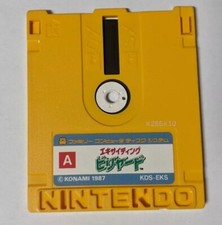 ファミリー コンピュータ ディスク システム
A
エキサイティング
ビリヤード
© KONAMI 1987
KDS-EKS
NINTENDO